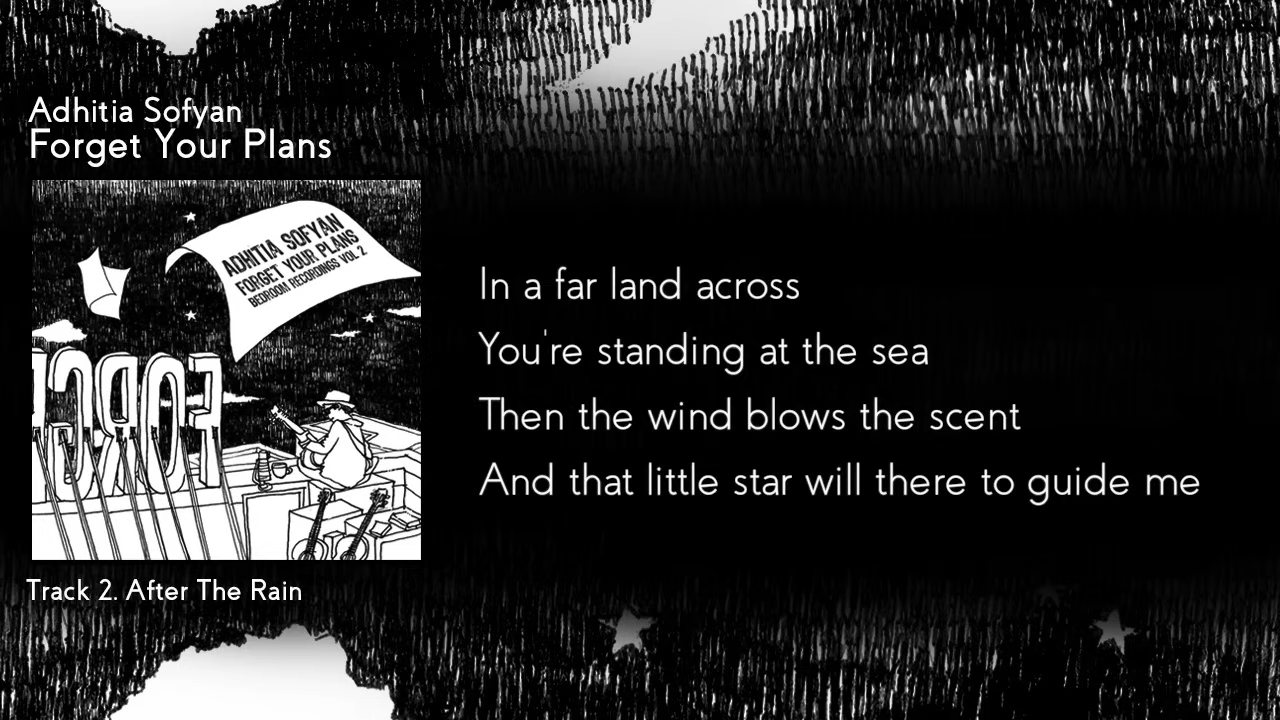 Adhitia Sofyan
Forget Your Plans
ADHITIA SOFYAN
FORGET YOUR PLANS
BEDROOM RECORDINGS VOL 2
In a far land across
You're standing at the sea
Then the wind blows the scent
And that little star will there to guide me
Track 2. After The Rain